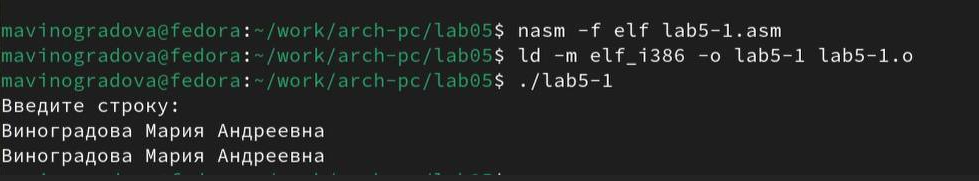 mavinogradova@fedora:~/work/arch-pc/lab05$ nasm -f elf lab5-1.asm
mavinogradova@fedora:~/work/arch-pc/lab05$ ld -m elf_i386 -o lab5-1 lab5-1.o
mavinogradova@fedora:~/work/arch-pc/lab05$ ./lab5-1
Введите строку:
Виноградова Мария Андреевна
Виноградова Мария Андреевна